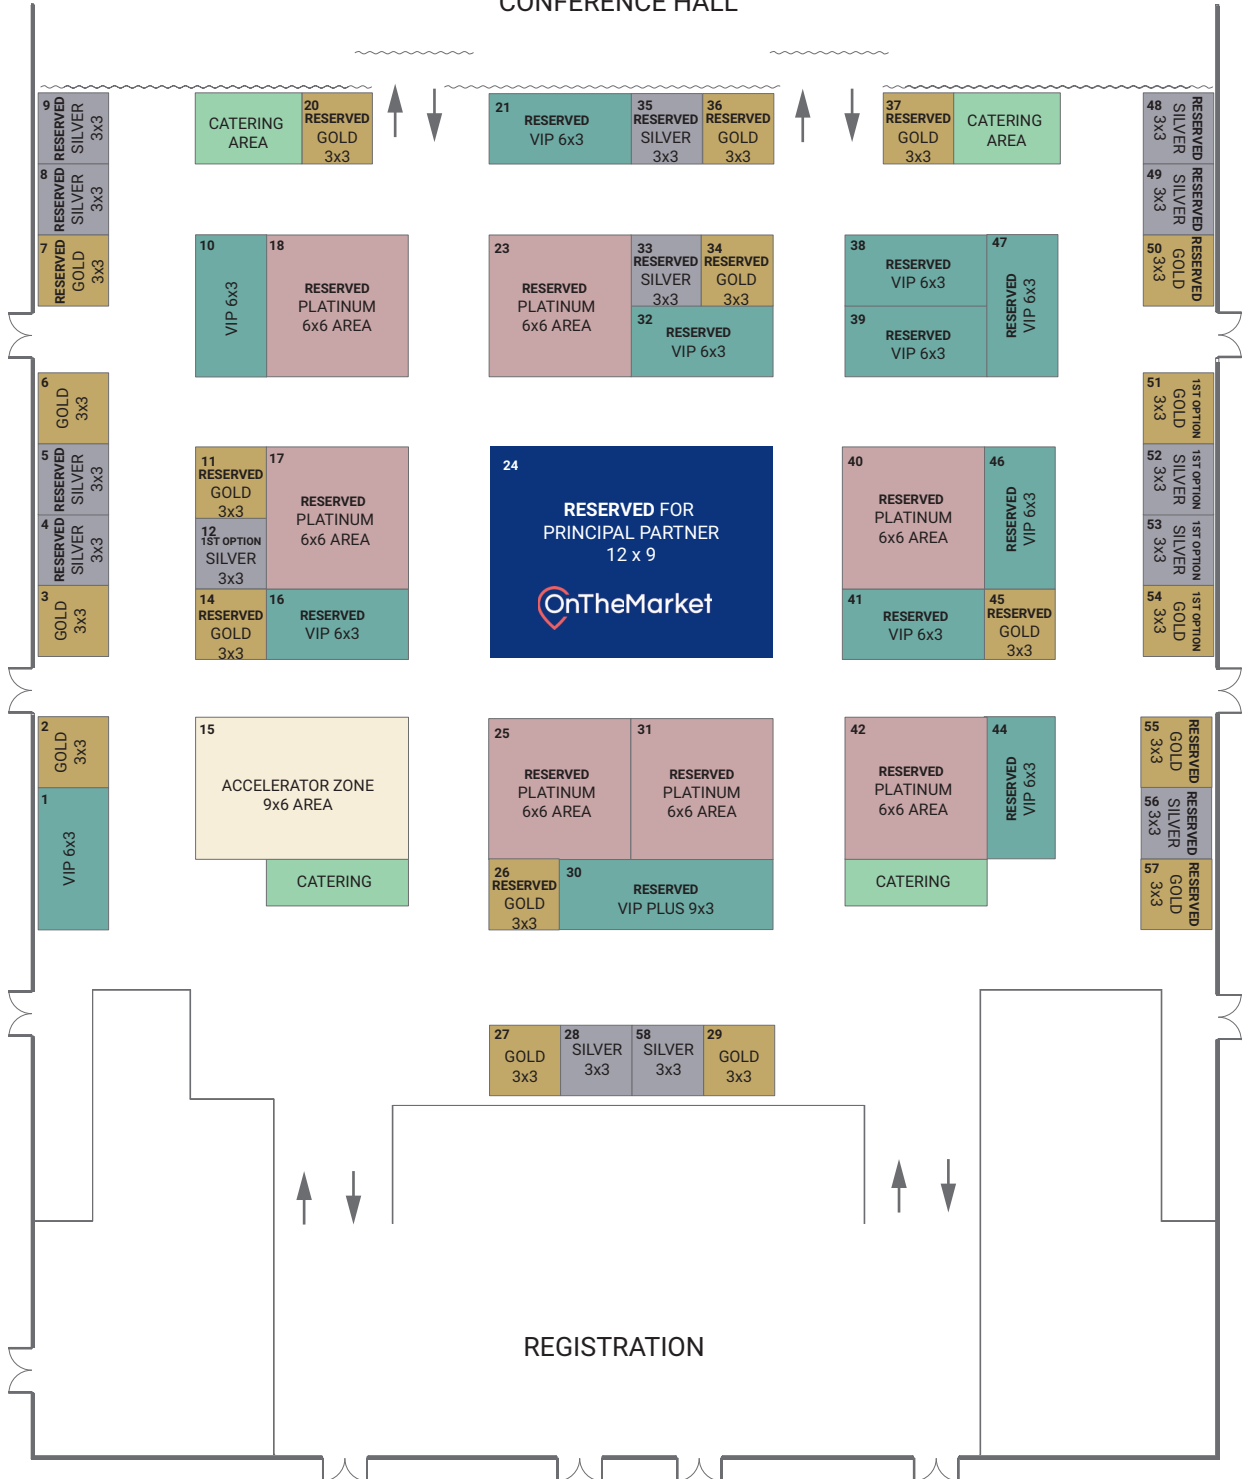 CONFERENCE HALL
9
RESERVED
SILVER
3x3
8
RESERVED
SILVER
3x3
7
RESERVED
GOLD
3x3
CATERING
AREA
20
RESERVED
GOLD
3x3
21
RESERVED
VIP 6x3
35
RESERVED
SILVER
3x3
36
RESERVED
GOLD
3x3
37
RESERVED
GOLD
3x3
CATERING
AREA
48
RESERVED
SILVER
3x3
49
RESERVED
SILVER
3x3
50
RESERVED
GOLD
3x3
10
VIP 6x3
18
RESERVED
PLATINUM
6x6 AREA
23
RESERVED
PLATINUM
6x6 AREA
33
RESERVED
SILVER
3x3
34
RESERVED
GOLD
3x3
32
RESERVED
VIP 6x3
38
RESERVED
VIP 6x3
39
RESERVED
VIP 6x3
47
RESERVED
VIP 6x3
6
GOLD
3x3
5
RESERVED
SILVER
3x3
4
RESERVED
SILVER
3x3
3
GOLD
3x3
11
RESERVED
GOLD
3x3
12
1ST OPTION
SILVER
3x3
14
RESERVED
GOLD
3x3
17
RESERVED
PLATINUM
6x6 AREA
16
RESERVED
VIP 6x3
24
RESERVED FOR
PRINCIPAL PARTNER
12 x 9
OnTheMarket
40
RESERVED
PLATINUM
6x6 AREA
46
RESERVED
VIP 6x3
41
RESERVED
VIP 6x3
45
RESERVED
GOLD
3x3
51
1ST OPTION
GOLD
3x3
52
1ST OPTION
SILVER
3x3
53
1ST OPTION
SILVER
3x3
54
1ST OPTION
GOLD
3x3
2
GOLD
3x3
1
VIP 6x3
15
ACCELERATOR ZONE
9x6 AREA
CATERING
25
RESERVED
PLATINUM
6x6 AREA
31
RESERVED
PLATINUM
6x6 AREA
26
RESERVED
GOLD
3x3
30
RESERVED
VIP PLUS 9x3
42
RESERVED
PLATINUM
6x6 AREA
44
RESERVED
VIP 6x3
CATERING
55
RESERVED
GOLD
3x3
56
RESERVED
SILVER
3x3
57
RESERVED
GOLD
3x3
27
GOLD
3x3
28
SILVER
3x3
58
SILVER
3x3
29
GOLD
3x3
REGISTRATION